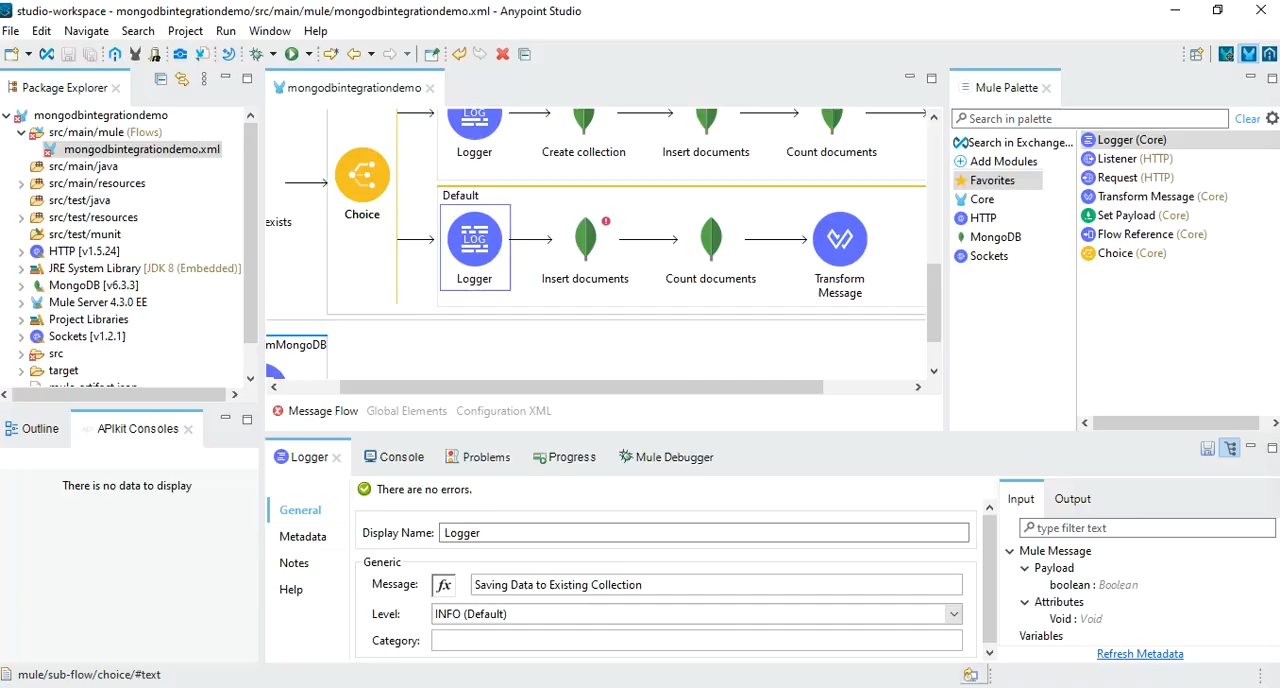 studio-workspace - mongodbintegrationdemo/src/main/mule/mongodbintegrationdemo.xml - Anypoint Studio
File Edit Navigate Search Project Run Window Help
Package Explorer
mongodbintegrationdemo
src/main/mule (Flows)
mongodbintegrationdemo.xml
src/main/java
src/main/resources
src/test/java
src/test/resources
src/test/munit
HTTP [v1.5.24]
JRE System Library [JDK 8 (Embedded)]
MongoDB [v6.3.3]
Mule Server 4.3.0 EE
Project Libraries
Sockets [v1.2.1]
src
target
mule-artifact.json
Outline
APIkit Consoles
There is no data to display
mongodbintegrationdemo
LOG
Logger
Create collection
Insert documents
Count documents
Choice
exists
Default
LOG
Logger
Insert documents
Count documents
Transform
Message
mMongoDB
Message Flow Global Elements Configuration XML
Mule Palette
Search in palette
Clear
Search in Exchange...
Add Modules
Favorites
Core
HTTP
MongoDB
Sockets
Logger (Core)
Listener (HTTP)
Request (HTTP)
Transform Message (Core)
Set Payload (Core)
Flow Reference (Core)
Choice (Core)
Logger
Console
Problems
Progress
Mule Debugger
General
Metadata
Notes
Help
There are no errors.
Display Name: Logger
Generic
Message: fx Saving Data to Existing Collection
Level: INFO (Default)
Category:
Input Output
type filter text
Mule Message
Payload
boolean : Boolean
Attributes
Void : Void
Variables
Refresh Metadata
mule/sub-flow/choice/#text